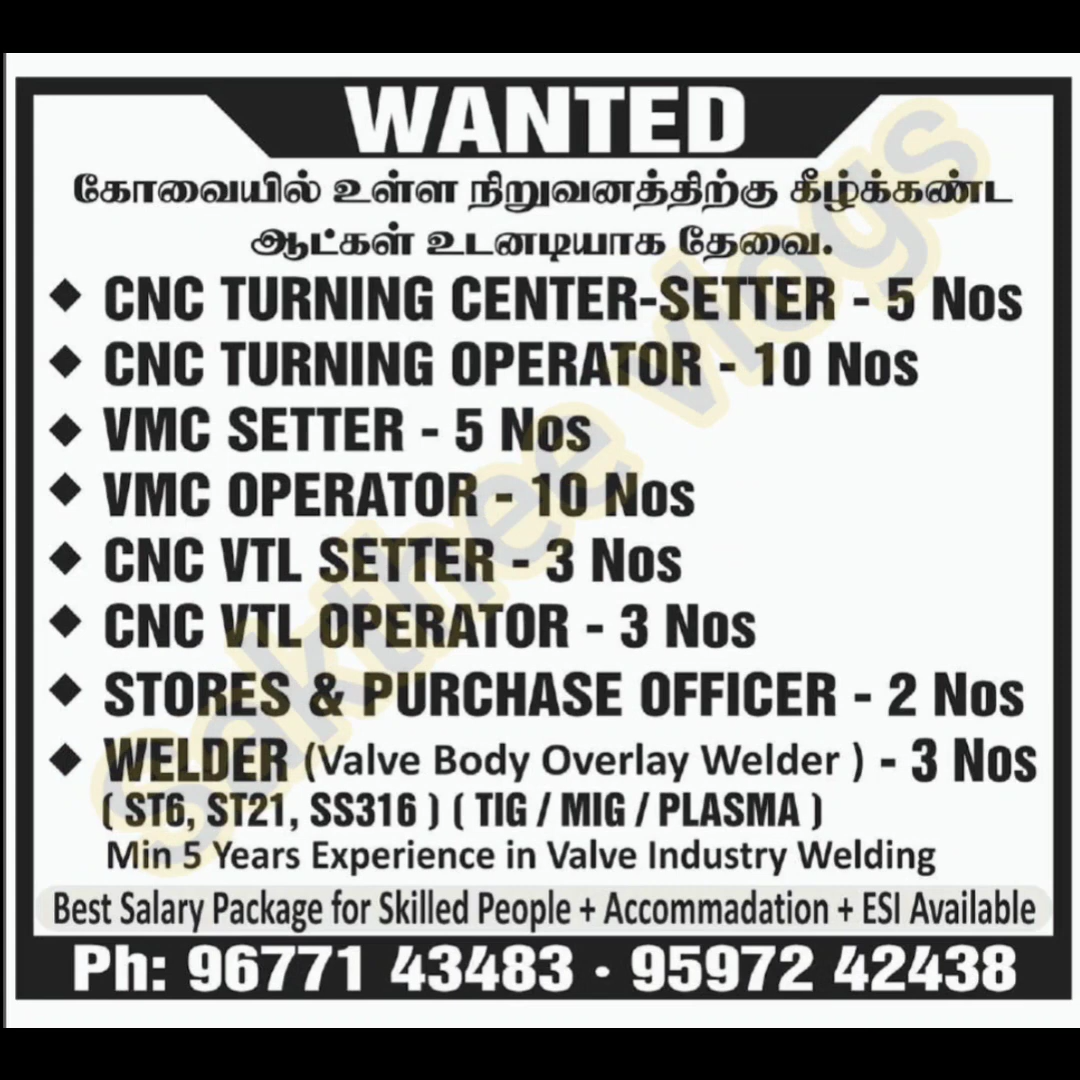 WANTED
கோவையில் உள்ள நிறுவனத்திற்கு கீழ்க்கண்ட
ஆட்கள் உடனடியாக தேவை.
◆ CNC TURNING CENTER-SETTER - 5 Nos
◆ CNC TURNING OPERATOR - 10 Nos
◆ VMC SETTER - 5 Nos
◆ VMC OPERATOR - 10 Nos
◆ CNC VTL SETTER - 3 Nos
◆ CNC VTL OPERATOR - 3 Nos
◆ STORES & PURCHASE OFFICER - 2 Nos
◆ WELDER (Valve Body Overlay Welder ) - 3 Nos
( ST6, ST21, SS316 ) ( TIG / MIG / PLASMA )
Min 5 Years Experience in Valve Industry Welding
Best Salary Package for Skilled People + Accommadation + ESI Available
Ph: 96771 43483 • 95972 42438
Sakthee vlogs